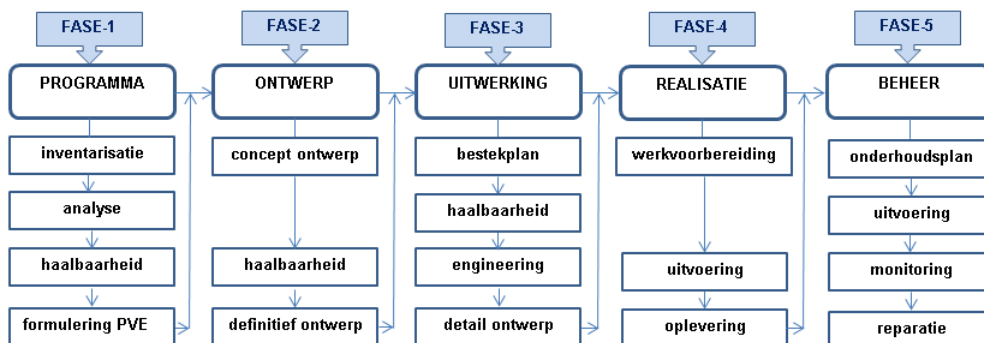 FASE-1
FASE-2
FASE-3
FASE-4
FASE-5
PROGRAMMA
ONTWERP
UITWERKING
REALISATIE
BEHEER
inventarisatie
concept ontwerp
bestekplan
werkvoorbereiding
onderhoudsplan
analyse
haalbaarheid
uitvoering
haalbaarheid
haalbaarheid
engineering
uitvoering
monitoring
formulering PVE
definitief ontwerp
detail ontwerp
oplevering
reparatie